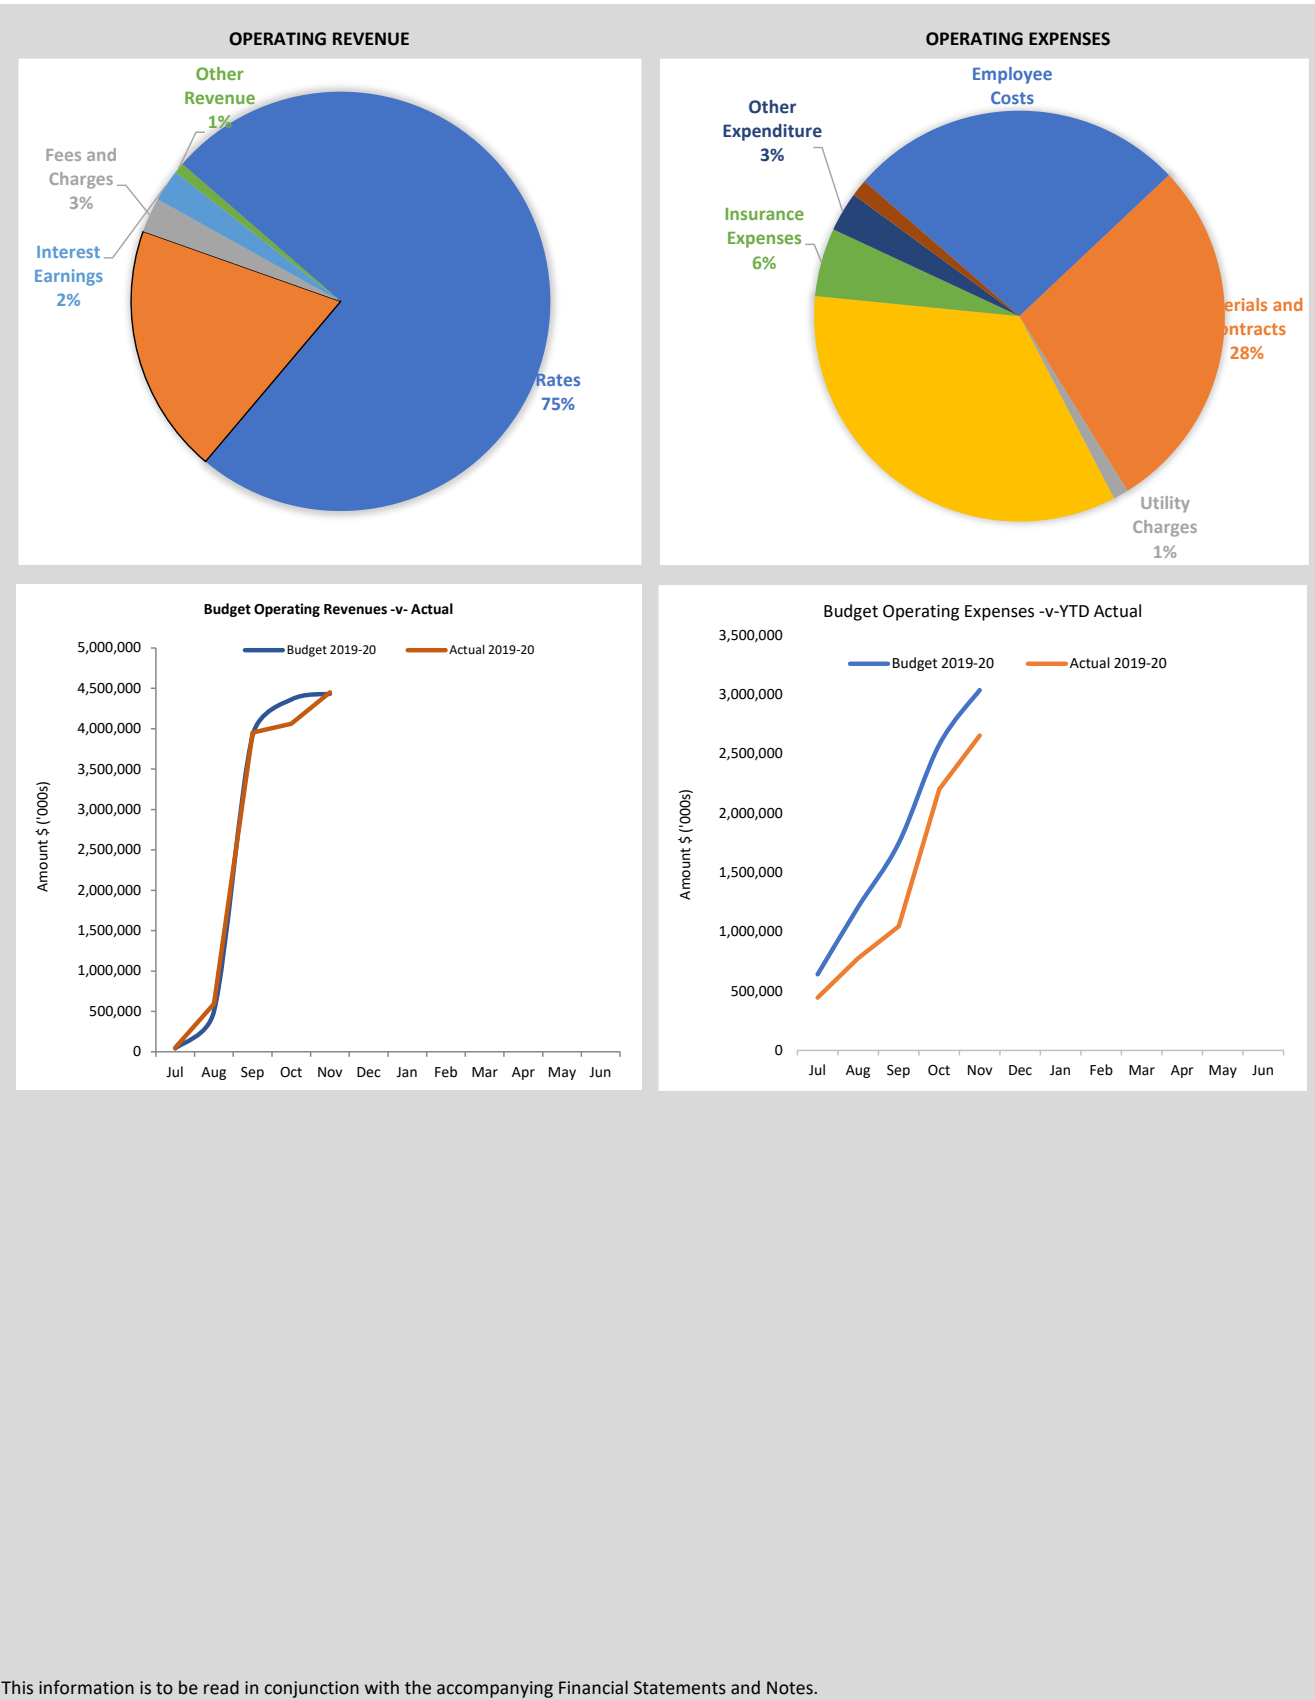 OPERATING REVENUE
Other
Revenue
1%
Fees and
Charges
3%
Interest
Earnings
2%
Rates
75%
OPERATING EXPENSES
Employee
Costs
Other
Expenditure
3%
Insurance
Expenses
6%
erials and
ontracts
28%
Utility
Charges
1%
Budget Operating Revenues -v- Actual
Budget 2019-20 Actual 2019-20
Amount $ ('000s)
5,000,000
4,500,000
4,000,000
3,500,000
3,000,000
2,500,000
2,000,000
1,500,000
1,000,000
500,000
0
Jul Aug Sep Oct Nov Dec Jan Feb Mar Apr May Jun
Budget Operating Expenses -v-YTD Actual
Budget 2019-20 Actual 2019-20
Amount $ ('000s)
3,500,000
3,000,000
2,500,000
2,000,000
1,500,000
1,000,000
500,000
0
Jul Aug Sep Oct Nov Dec Jan Feb Mar Apr May Jun
This information is to be read in conjunction with the accompanying Financial Statements and Notes.